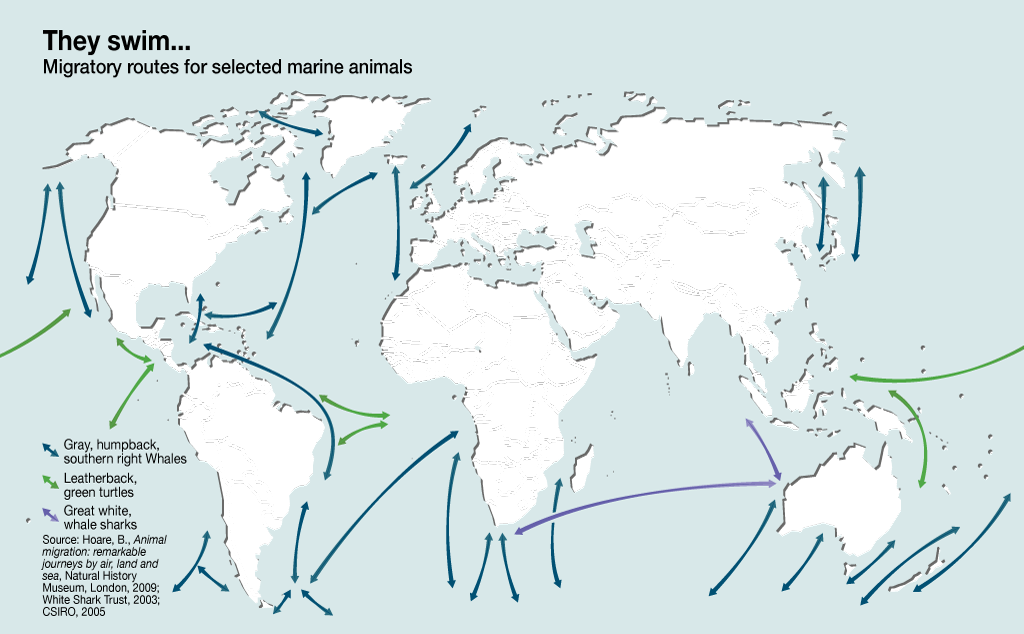 They swim...
Migratory routes for selected marine animals
Gray, humpback,
southern right Whales
Leatherback,
green turtles
Great white,
whale sharks
Source: Hoare, B., Animal
migration: remarkable
journeys by air, land and
sea, Natural History
Museum, London, 2009;
White Shark Trust, 2003;
CSIRO, 2005